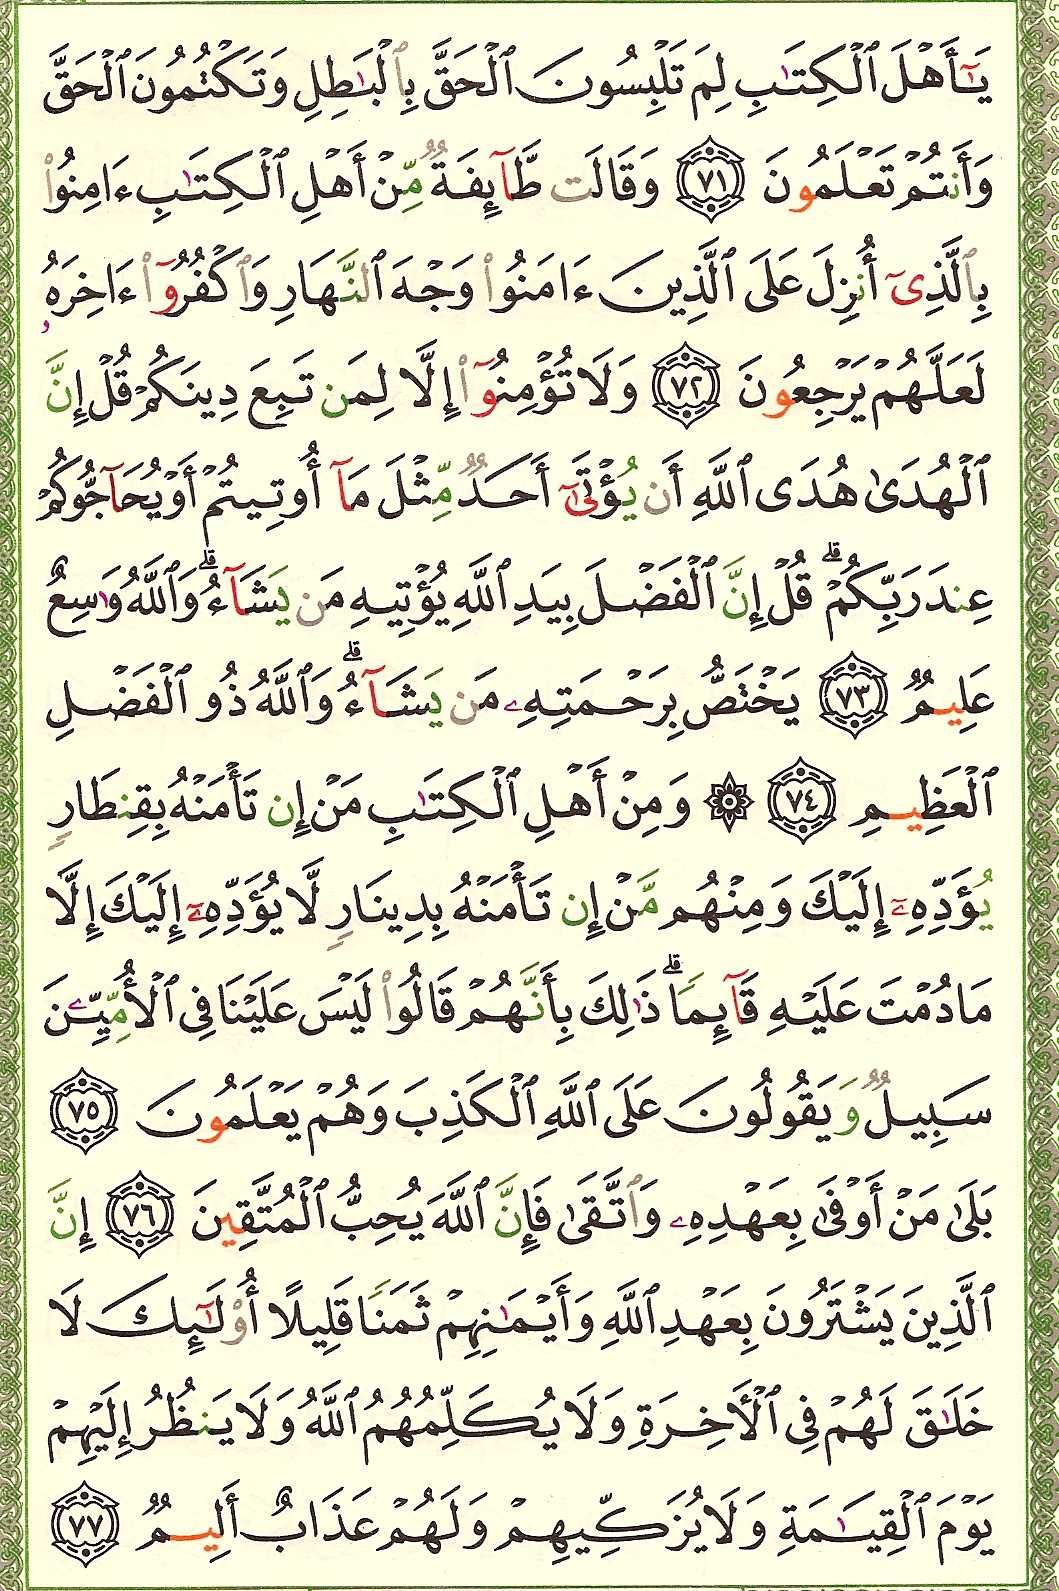 يَـٰٓأَهْلَ ٱلْكِتَـٰبِ لِمَ تَلْبِسُونَ ٱلْحَقَّ بِٱلْبَـٰطِلِ وَتَكْتُمُونَ ٱلْحَقَّ
وَأَنتُمْ تَعْلَمُونَ ﴿٧١﴾ وَقَالَت طَّآئِفَةٌ مِّنْ أَهْلِ ٱلْكِتَـٰبِ ءَامِنُوا۟
بِٱلَّذِىٓ أُنزِلَ عَلَى ٱلَّذِينَ ءَامَنُوا۟ وَجْهَ ٱلنَّهَارِ وَٱكْفُرُوٓا۟ ءَاخِرَهُۥ
لَعَلَّهُمْ يَرْجِعُونَ ﴿٧٢﴾ وَلَا تُؤْمِنُوٓا۟ إِلَّا لِمَن تَبِعَ دِينَكُمْ قُلْ إِنَّ
ٱلْهُدَىٰ هُدَى ٱللَّهِ أَن يُؤْتَىٰٓ أَحَدٌ مِّثْلَ مَآ أُوتِيتُمْ أَوْ يُحَآجُّوكُمْ
عِندَ رَبِّكُمْ ۗ قُلْ إِنَّ ٱلْفَضْلَ بِيَدِ ٱللَّهِ يُؤْتِيهِ مَن يَشَآءُ ۗ وَٱللَّهُ وَٰسِعٌ
عَلِيمٌ ﴿٧٣﴾ يَخْتَصُّ بِرَحْمَتِهِۦ مَن يَشَآءُ ۗ وَٱللَّهُ ذُو ٱلْفَضْلِ
ٱلْعَظِيمِ ﴿٧٤﴾ ۞ وَمِنْ أَهْلِ ٱلْكِتَـٰبِ مَنْ إِن تَأْمَنْهُ بِقِنطَارٍ
يُؤَدِّهِۦٓ إِلَيْكَ وَمِنْهُم مَّنْ إِن تَأْمَنْهُ بِدِينَارٍ لَّا يُؤَدِّهِۦٓ إِلَيْكَ إِلَّا
مَا دُمْتَ عَلَيْهِ قَآئِمًا ۗ ذَٰلِكَ بِأَنَّهُمْ قَالُوا۟ لَيْسَ عَلَيْنَا فِى ٱلْأُمِّيِّـۧنَ
سَبِيلٌ وَيَقُولُونَ عَلَى ٱللَّهِ ٱلْكَذِبَ وَهُمْ يَعْلَمُونَ ﴿٧٥﴾
بَلَىٰ مَنْ أَوْفَىٰ بِعَهْدِهِۦ وَٱتَّقَىٰ فَإِنَّ ٱللَّهَ يُحِبُّ ٱلْمُتَّقِينَ ﴿٧٦﴾ إِنَّ
ٱلَّذِينَ يَشْتَرُونَ بِعَهْدِ ٱللَّهِ وَأَيْمَـٰنِهِمْ ثَمَنًا قَلِيلًا أُو۟لَـٰٓئِكَ لَا
خَلَـٰقَ لَهُمْ فِى ٱلْـَٔاخِرَةِ وَلَا يُكَلِّمُهُمُ ٱللَّهُ وَلَا يَنظُرُ إِلَيْهِمْ
يَوْمَ ٱلْقِيَـٰمَةِ وَلَا يُزَكِّيهِمْ وَلَهُمْ عَذَابٌ أَلِيمٌ ﴿٧٧﴾